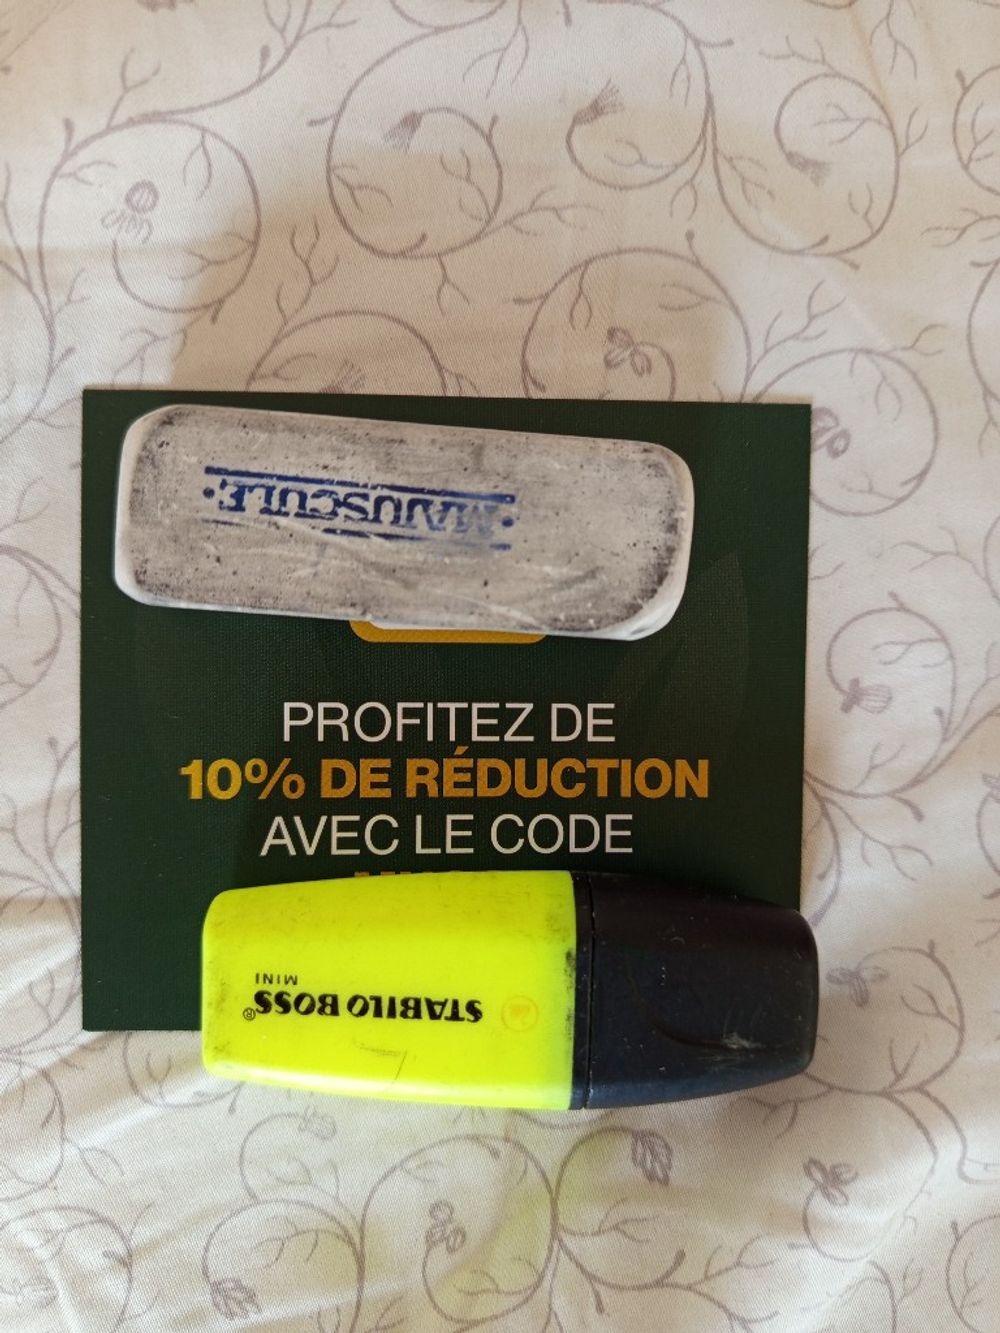 ·MAJUSCULE·
PROFITEZ DE
10% DE RÉDUCTION
AVEC LE CODE
STABILO BOSS®
MINI